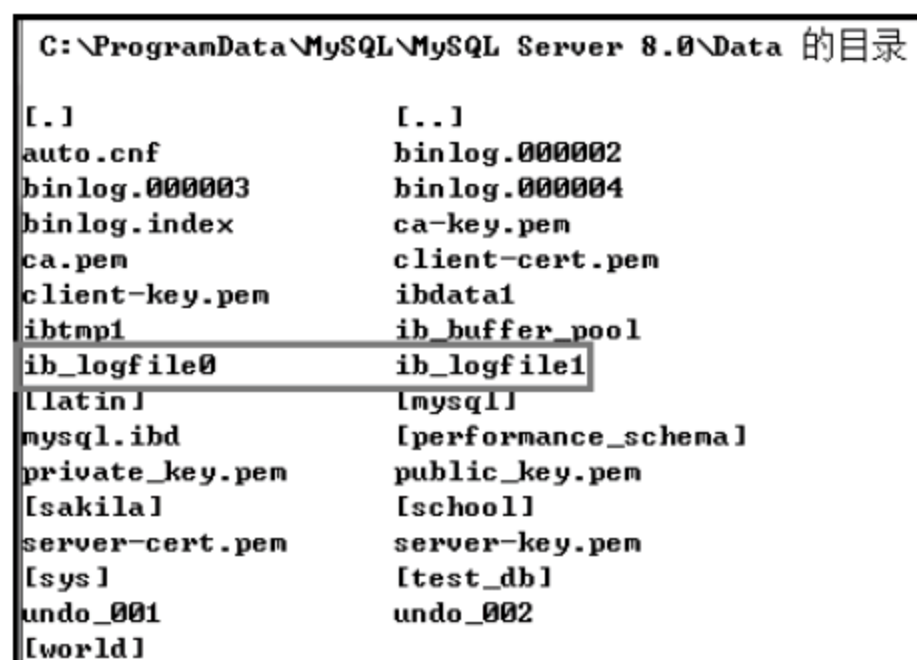 C:\ProgramData\MySQL\MySQL Server 8.0\Data 的目录
[.] [..]
auto.cnf binlog.000002
binlog.000003 binlog.000004
binlog.index ca-key.pem
ca.pem client-cert.pem
client-key.pem ibdata1
ibtmp1 ib_buffer_pool
ib_logfile0 ib_logfile1
[latin] [mysql]
mysql.ibd [performance_schema]
private_key.pem public_key.pem
[sakila] [school]
server-cert.pem server-key.pem
[sys] [test_db]
undo_001 undo_002
[world]